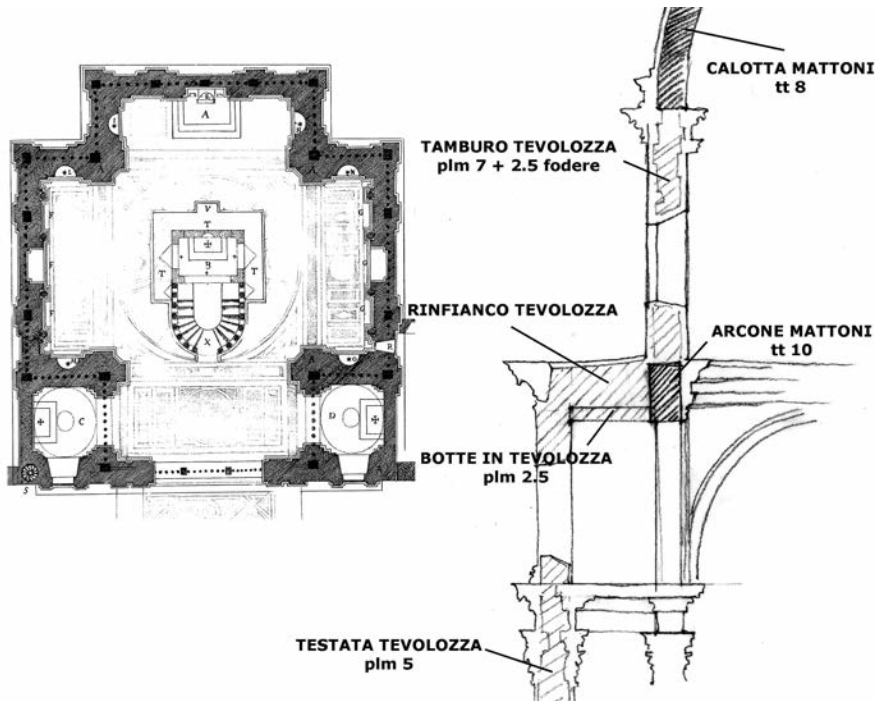 CALOTTA MATTONI
tt 8
TAMBURO TEVOLOZZA
plm 7 + 2.5 fodere
RINFIANCO TEVOLOZZA
ARCONE MATTONI
tt 10
BOTTE IN TEVOLOZZA
plm 2.5
TESTATA TEVOLOZZA
plm 5
A
V
T
B
T
T
X
F
F
G
G
R
C
D
S